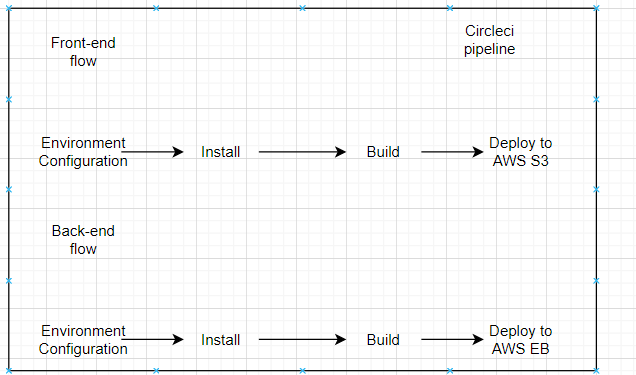 Front-end
flow
Circleci
pipeline
Environment
Configuration
Install
Build
Deploy to
AWS S3
Back-end
flow
Environment
Configuration
Install
Build
Deploy to
AWS EB